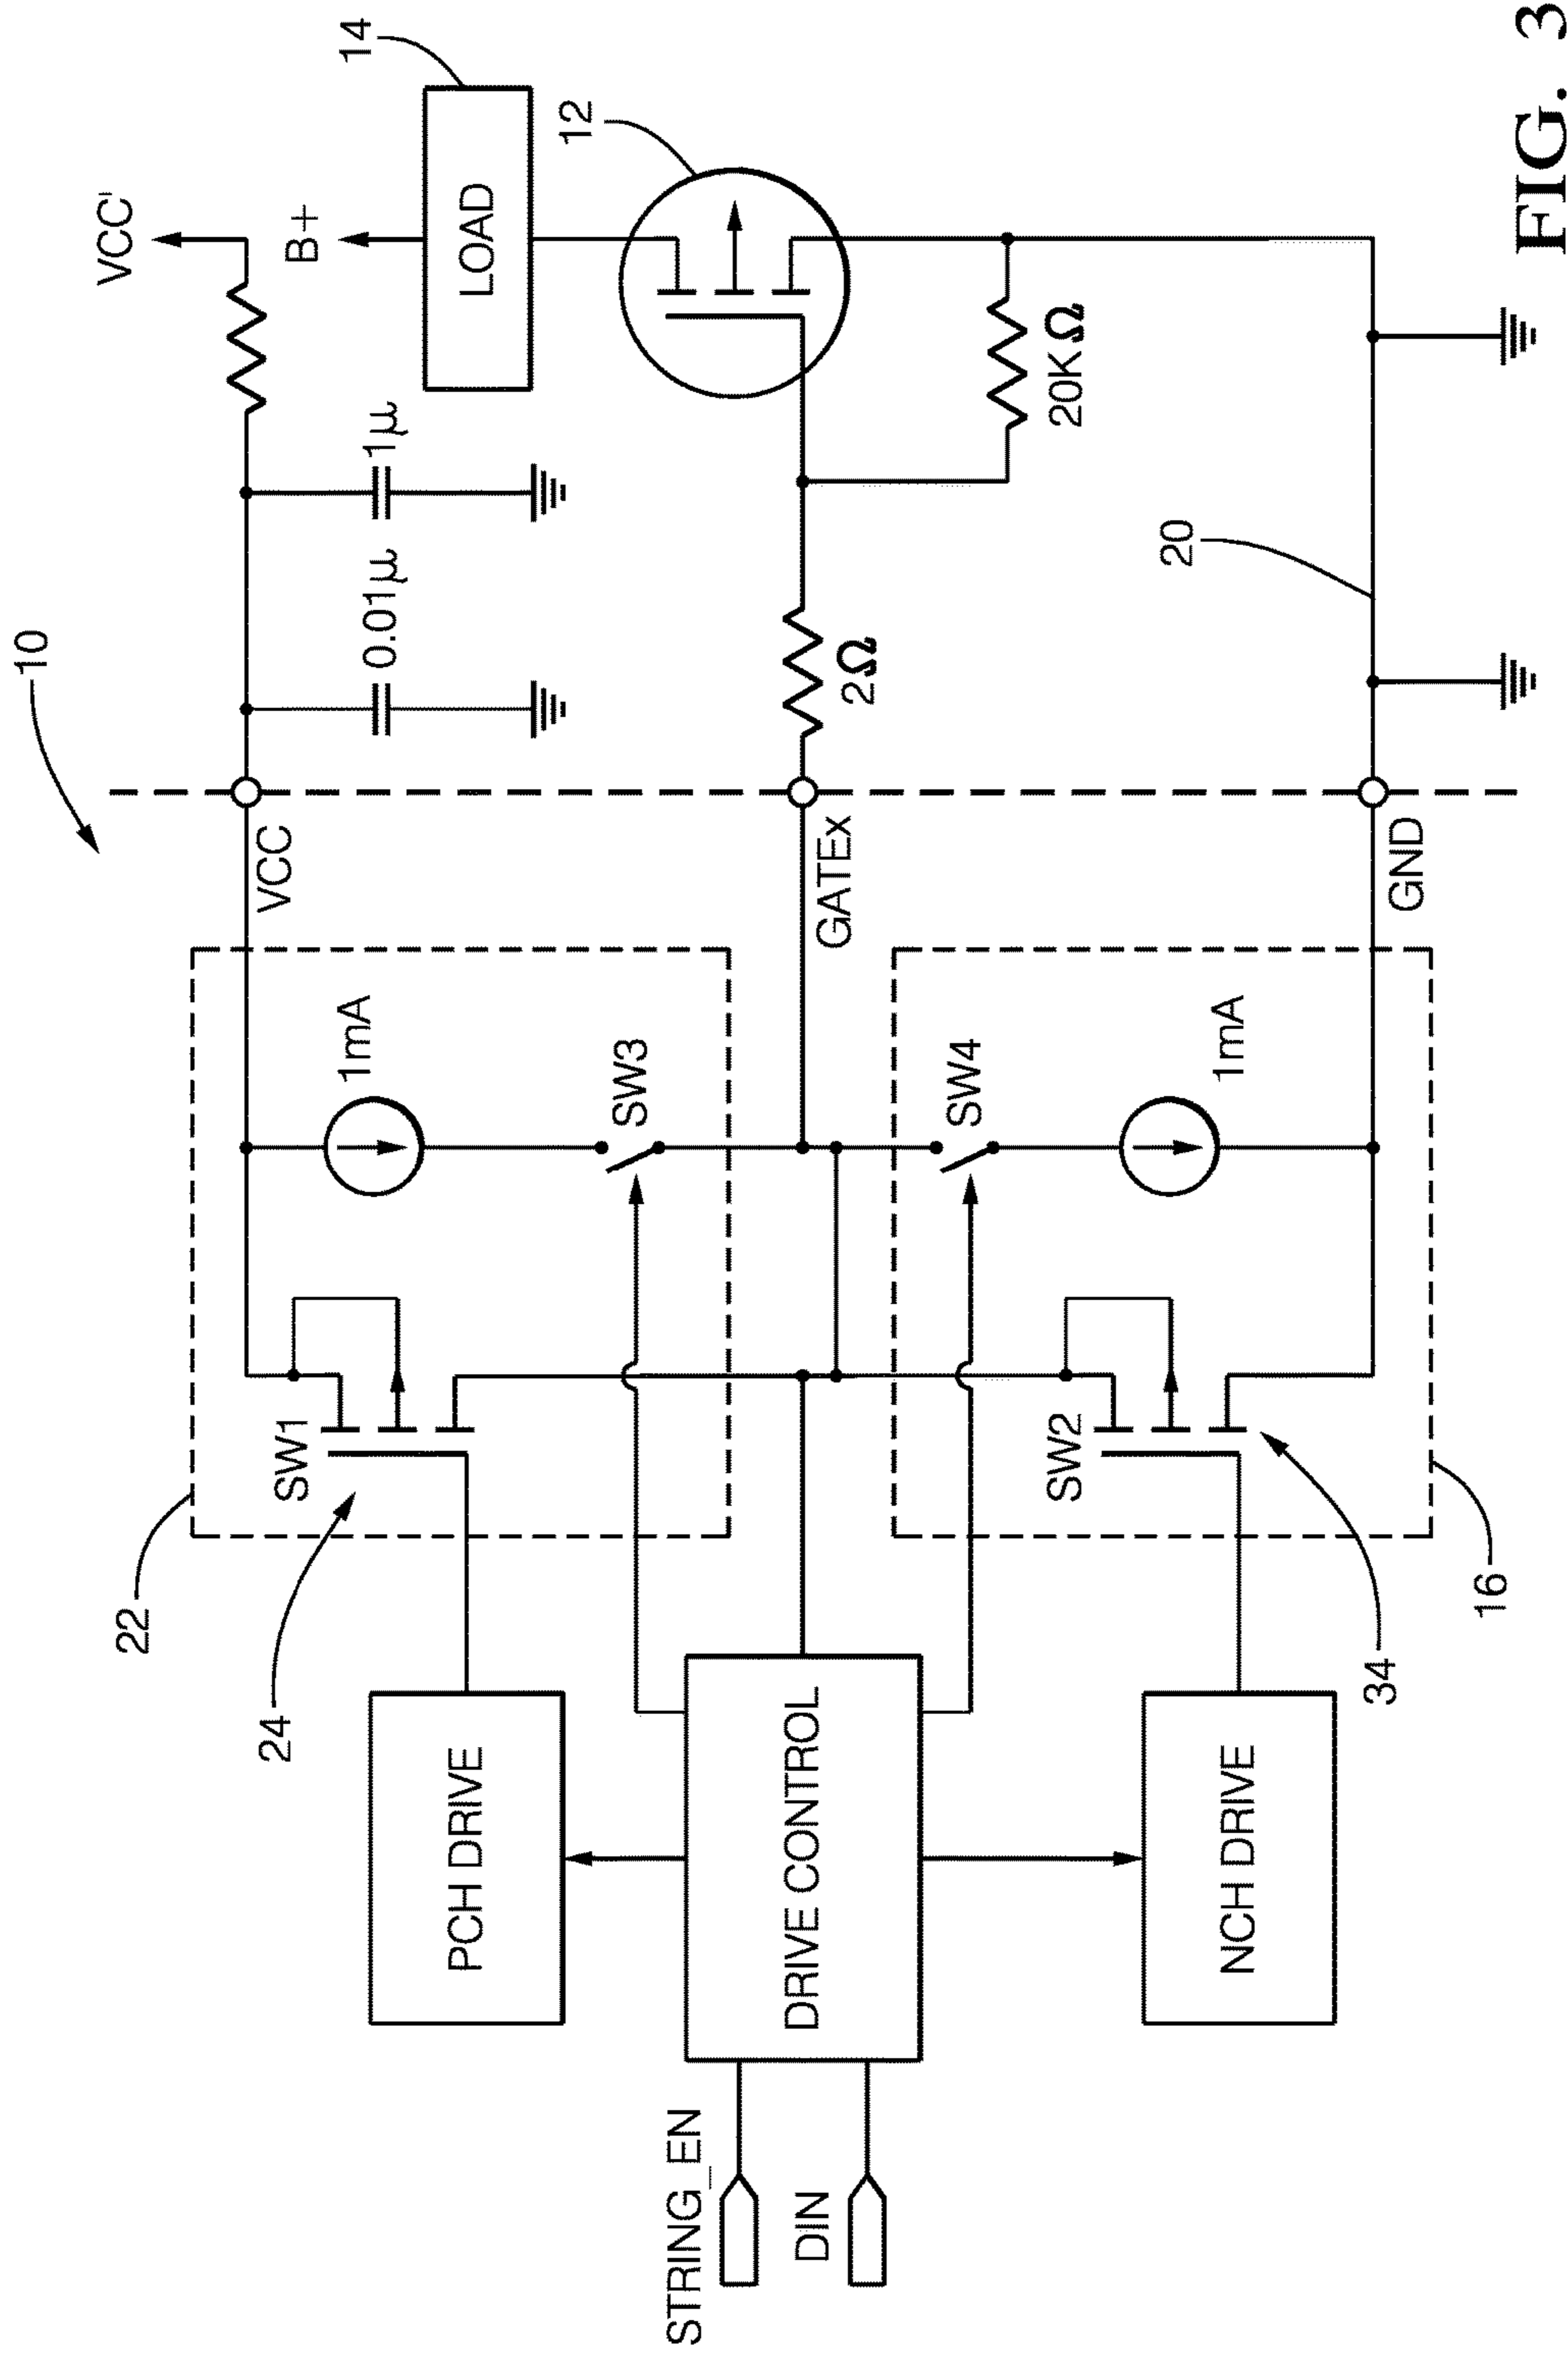 10
VCC'
B+
14
LOAD
12
1µ
0.01µ
2Ω
20KΩ
20
VCC
GATEx
GND
1mA
SW3
SW4
1mA
SW1
SW2
22
24
16
34
PCH DRIVE
DRIVE CONTROL
NCH DRIVE
STRING_EN
DIN
FIG. 3